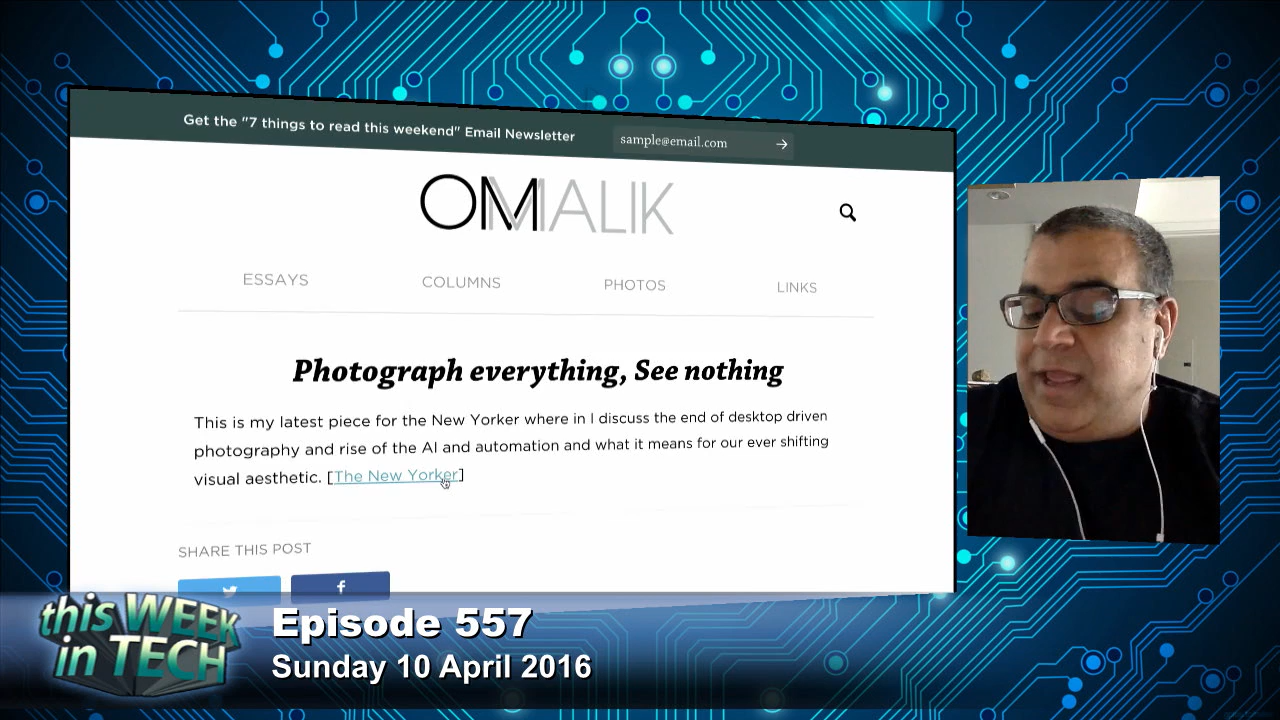 Get the "7 things to read this weekend" Email Newsletter
sample@email.com →
OMMALIK
ESSAYS COLUMNS PHOTOS LINKS
Photograph everything, See nothing
This is my latest piece for the New Yorker where in I discuss the end of desktop driven
photography and rise of the AI and automation and what it means for our ever shifting
visual aesthetic. [The New Yorker]
SHARE THIS POST
f
this WEEK
in TECH
Episode 557
Sunday 10 April 2016